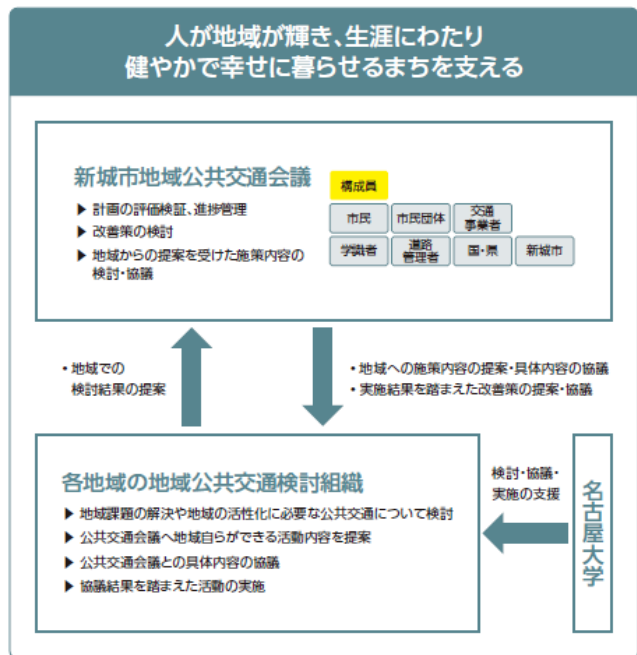 人が地域が輝き、生涯にわたり
健やかで幸せに暮らせるまちを支える
新城市地域公共交通会議
▶ 計画の評価検証、進捗管理
▶ 改善策の検討
▶ 地域からの提案を受けた施策内容の
検討・協議
構成員
市民
市民団体
交通
事業者
学識者
道路
管理者
国・県
新城市
・地域での
検討結果の提案
・地域への施策内容の提案・具体内容の協議
・実施結果を踏まえた改善策の提案・協議
各地域の地域公共交通検討組織
▶ 地域課題の解決や地域の活性化に必要な公共交通について検討
▶ 公共交通会議へ地域自らができる活動内容を提案
▶ 公共交通会議との具体内容の協議
▶ 協議結果を踏まえた活動の実施
検討・協議・
実施の支援
名古屋大学